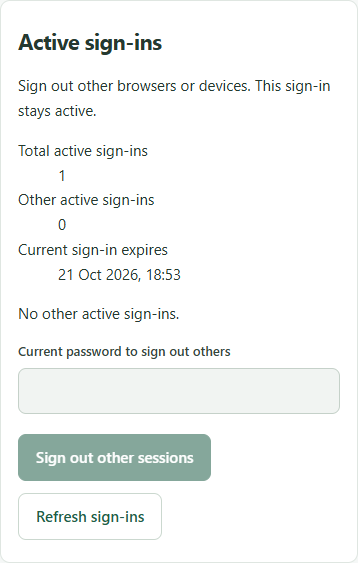 Active sign-ins
Sign out other browsers or devices. This sign-in
stays active.
Total active sign-ins
1
Other active sign-ins
0
Current sign-in expires
21 Oct 2026, 18:53
No other active sign-ins.
Current password to sign out others
Sign out other sessions
Refresh sign-ins